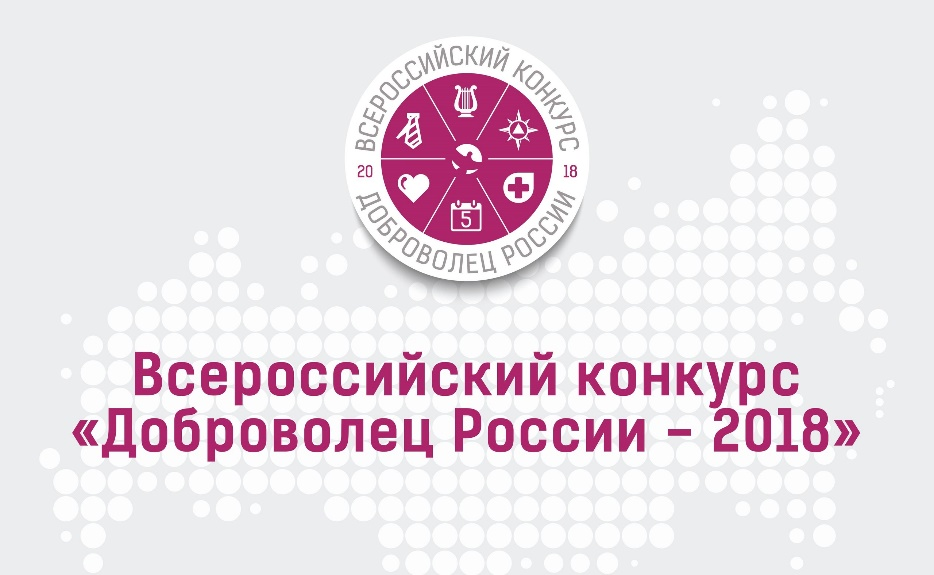 ВСЕРОССИЙСКИЙ КОНКУРС
20 18
5
ДОБРОВОЛЕЦ РОССИИ
Всероссийский конкурс
«Доброволец России – 2018»